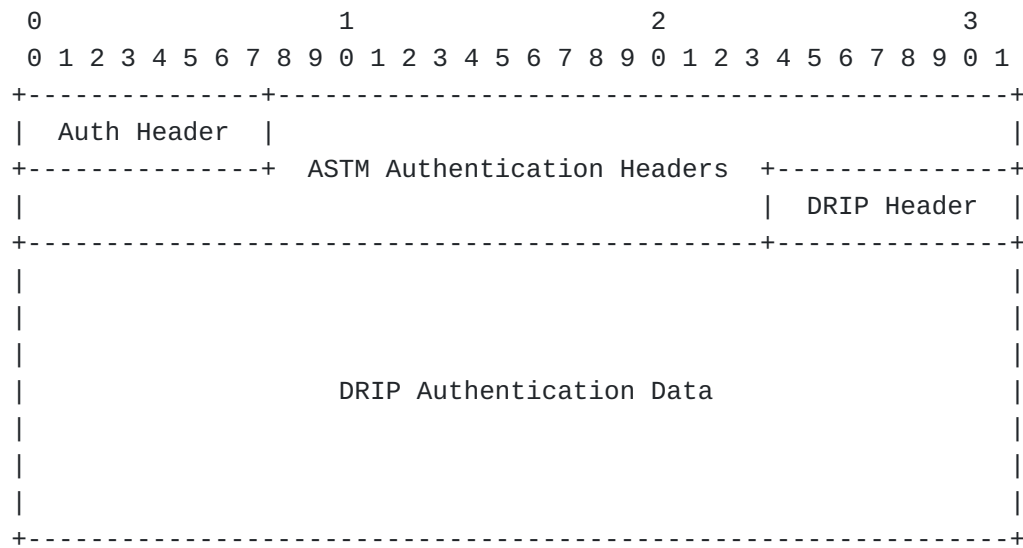 0                   1                   2                   3
 0 1 2 3 4 5 6 7 8 9 0 1 2 3 4 5 6 7 8 9 0 1 2 3 4 5 6 7 8 9 0 1
+---------------+-----------------------------------------------+
|  Auth Header  |                                               |
+---------------+  ASTM Authentication Headers  +---------------+
|                                               |  DRIP Header  |
+-----------------------------------------------+---------------+
|                                                               |
|                                                               |
|                                                               |
|                    DRIP Authentication Data                   |
|                                                               |
|                                                               |
|                                                               |
+---------------------------------------------------------------+